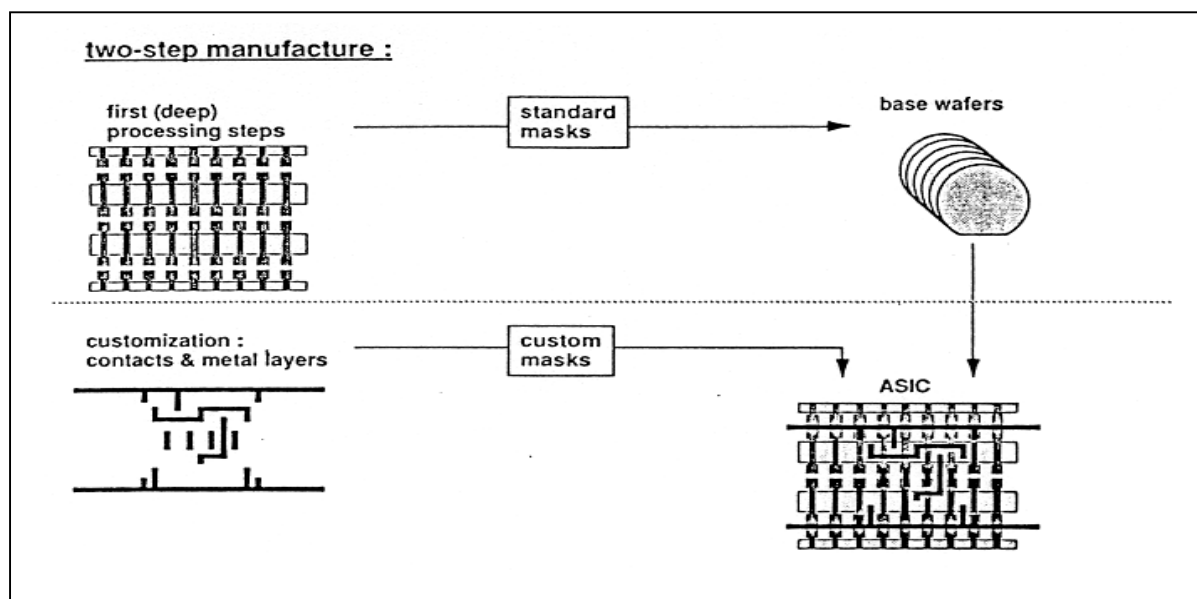 two-step manufacture :
first (deep)
processing steps
standard
masks
base wafers
customization :
contacts & metal layers
custom
masks
ASIC